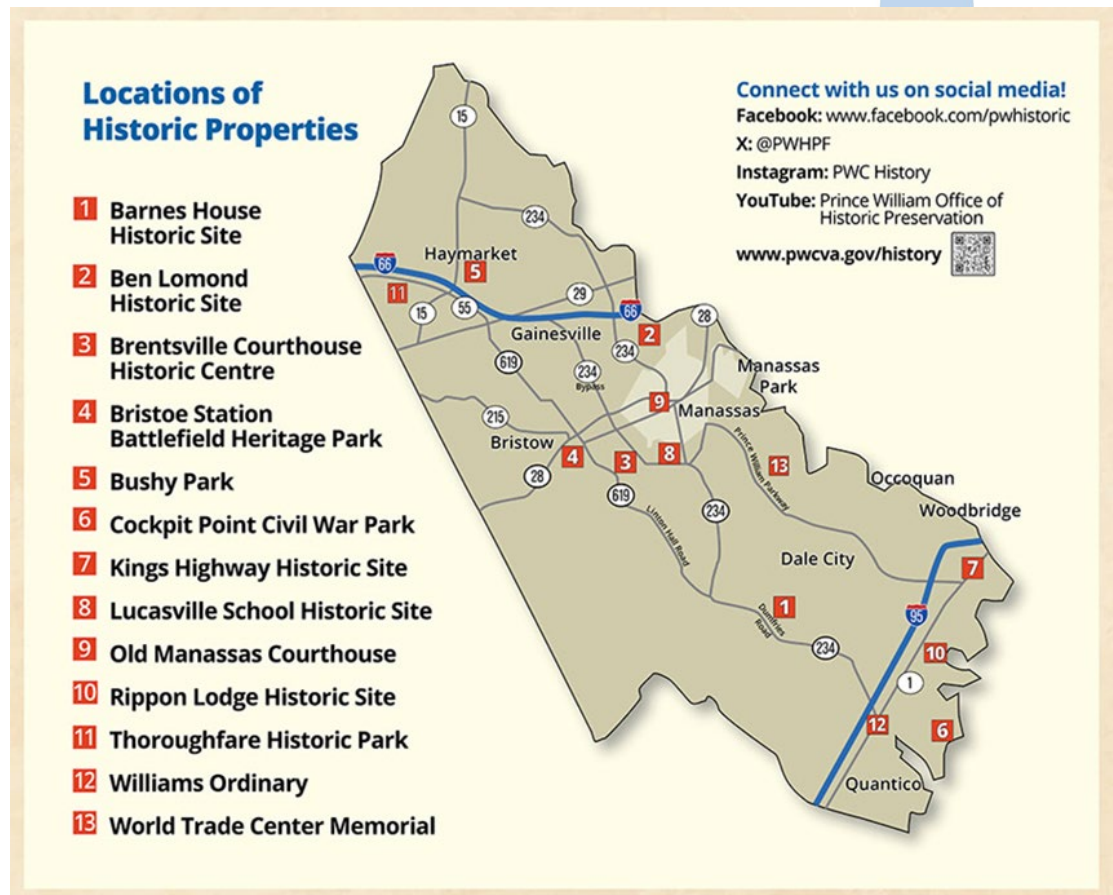 Locations of
Historic Properties
1 Barnes House
Historic Site
2 Ben Lomond
Historic Site
3 Brentsville Courthouse
Historic Centre
4 Bristoe Station
Battlefield Heritage Park
5 Bushy Park
6 Cockpit Point Civil War Park
7 Kings Highway Historic Site
8 Lucasville School Historic Site
9 Old Manassas Courthouse
10 Rippon Lodge Historic Site
11 Thoroughfare Historic Park
12 Williams Ordinary
13 World Trade Center Memorial
Connect with us on social media!
Facebook: www.facebook.com/pwhistoric
X: @PWHPF
Instagram: PWC History
YouTube: Prince William Office of
Historic Preservation
www.pwcva.gov/history
15
234
Haymarket
66
5
11
55
29
15
66
28
Gainesville
2
234
619
234
Bypass
Manassas
Park
9
Manassas
215
Bristow
4
3
8
13
28
619
Prince William Parkway
Occoquan
Woodbridge
234
Linton Hall Road
Dale City
7
1
95
Dumfries
Road
234
10
1
12
6
Quantico